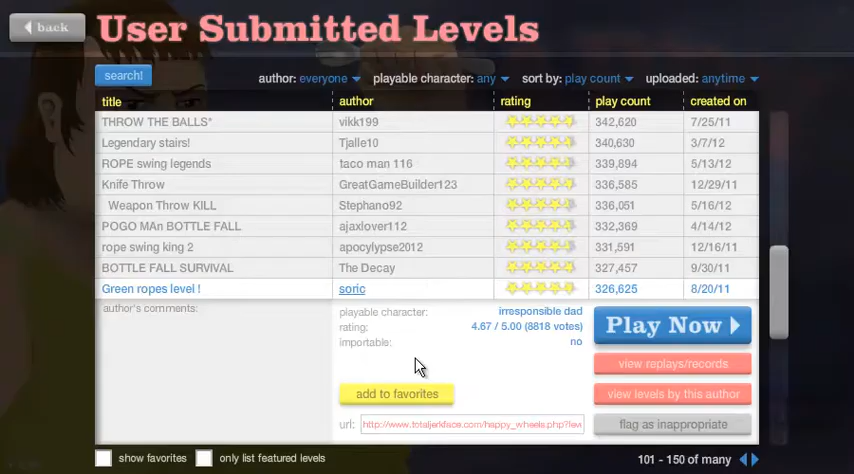 back
User Submitted Levels
search!
author: everyone playable character: any sort by: play count uploaded: anytime
title author rating play count created on
THROW THE BALLS* vikk199 342,620 7/25/11
Legendary stairs! Tjalle10 340,630 3/7/12
ROPE swing legends taco man 116 339,894 5/13/12
Knife Throw GreatGameBuilder123 336,585 12/29/11
Weapon Throw KILL Stephano92 336,051 5/16/12
POGO MAn BOTTLE FALL ajaxlover112 332,369 4/14/12
rope swing king 2 apocylypse2012 331,591 12/16/11
BOTTLE FALL SURVIVAL The Decay 327,457 9/30/11
Green ropes level ! soric 326,625 8/20/11
author's comments:
playable character: irresponsible dad
rating: 4.67 / 5.00 (8818 votes)
importable: no
Play Now
view replays/records
add to favorites
view levels by this author
url: http://www.totaljerkface.com/happy_wheels.php?lev
flag as inappropriate
show favorites only list featured levels
101 - 150 of many